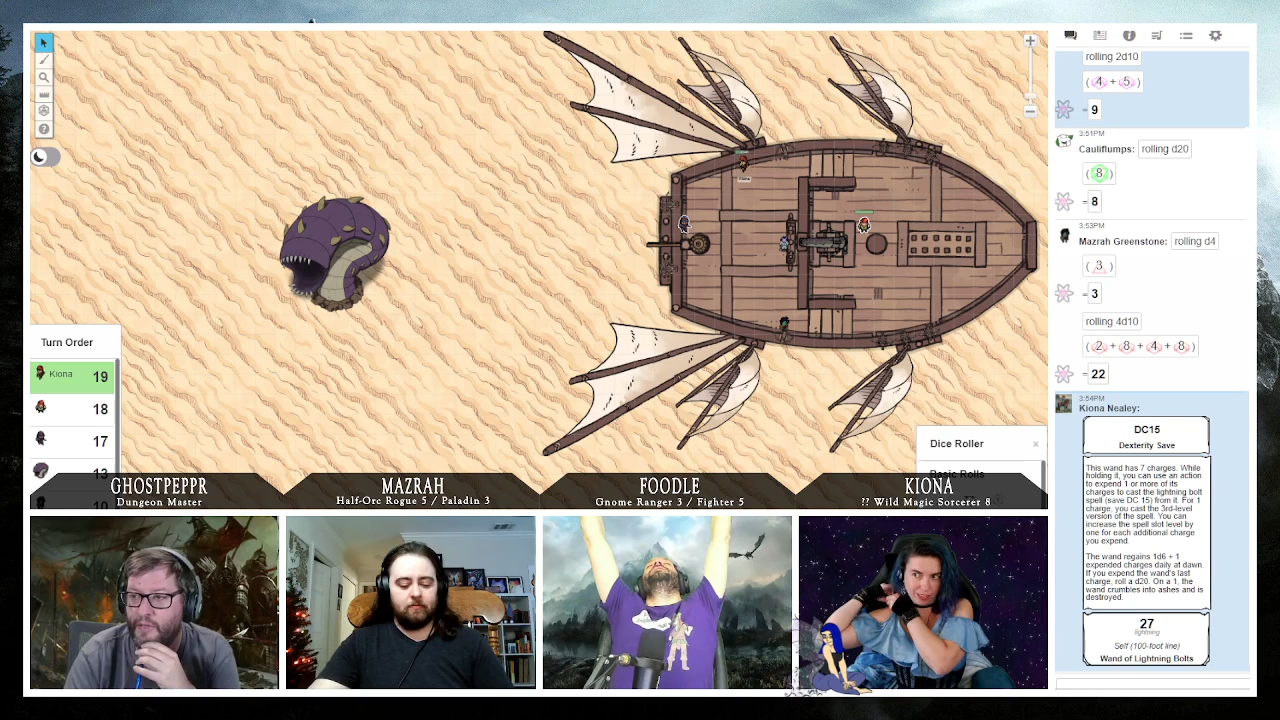 Turn Order
Kiona 19
18
17
13
10
Dice Roller ×
Basic Rolls
GHOSTPEPPR
Dungeon Master
MAZRAH
Half-Orc Rogue 5 / Paladin 3
FOODLE
Gnome Ranger 3 / Fighter 5
KIONA
?? Wild Magic Sorcerer 8
rolling 2d10
( 4 + 5 )
= 9
3:51PM
Cauliflumps: rolling d20
( 8 )
= 8
3:53PM
Mazrah Greenstone: rolling d4
( 3 )
= 3
rolling 4d10
( 2 + 8 + 4 + 8 )
= 22
3:54PM
Kiona Nealey:
DC15
Dexterity Save
This wand has 7 charges. While
holding it, you can use an action
to expend 1 or more of its
charges to cast the lightning bolt
spell (save DC 15) from it. For 1
charge, you cast the 3rd-level
version of the spell. You can
increase the spell slot level by
one for each additional charge
you expend.
The wand regains 1d6 + 1
expended charges daily at dawn.
If you expend the wand's last
charge, roll a d20. On a 1, the
wand crumbles into ashes and is
destroyed.
27
lightning
Self (100-foot line)
Wand of Lightning Bolts